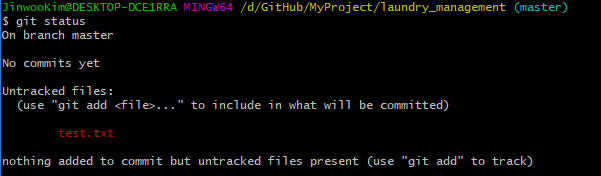 JinwooKim@DESKTOP-DCE1RRA MINGW64 /d/GitHub/MyProject/laundry_management (master)
$ git status
On branch master
No commits yet
Untracked files:
(use "git add <file>..." to include in what will be committed)
test.txt
nothing added to commit but untracked files present (use "git add" to track)